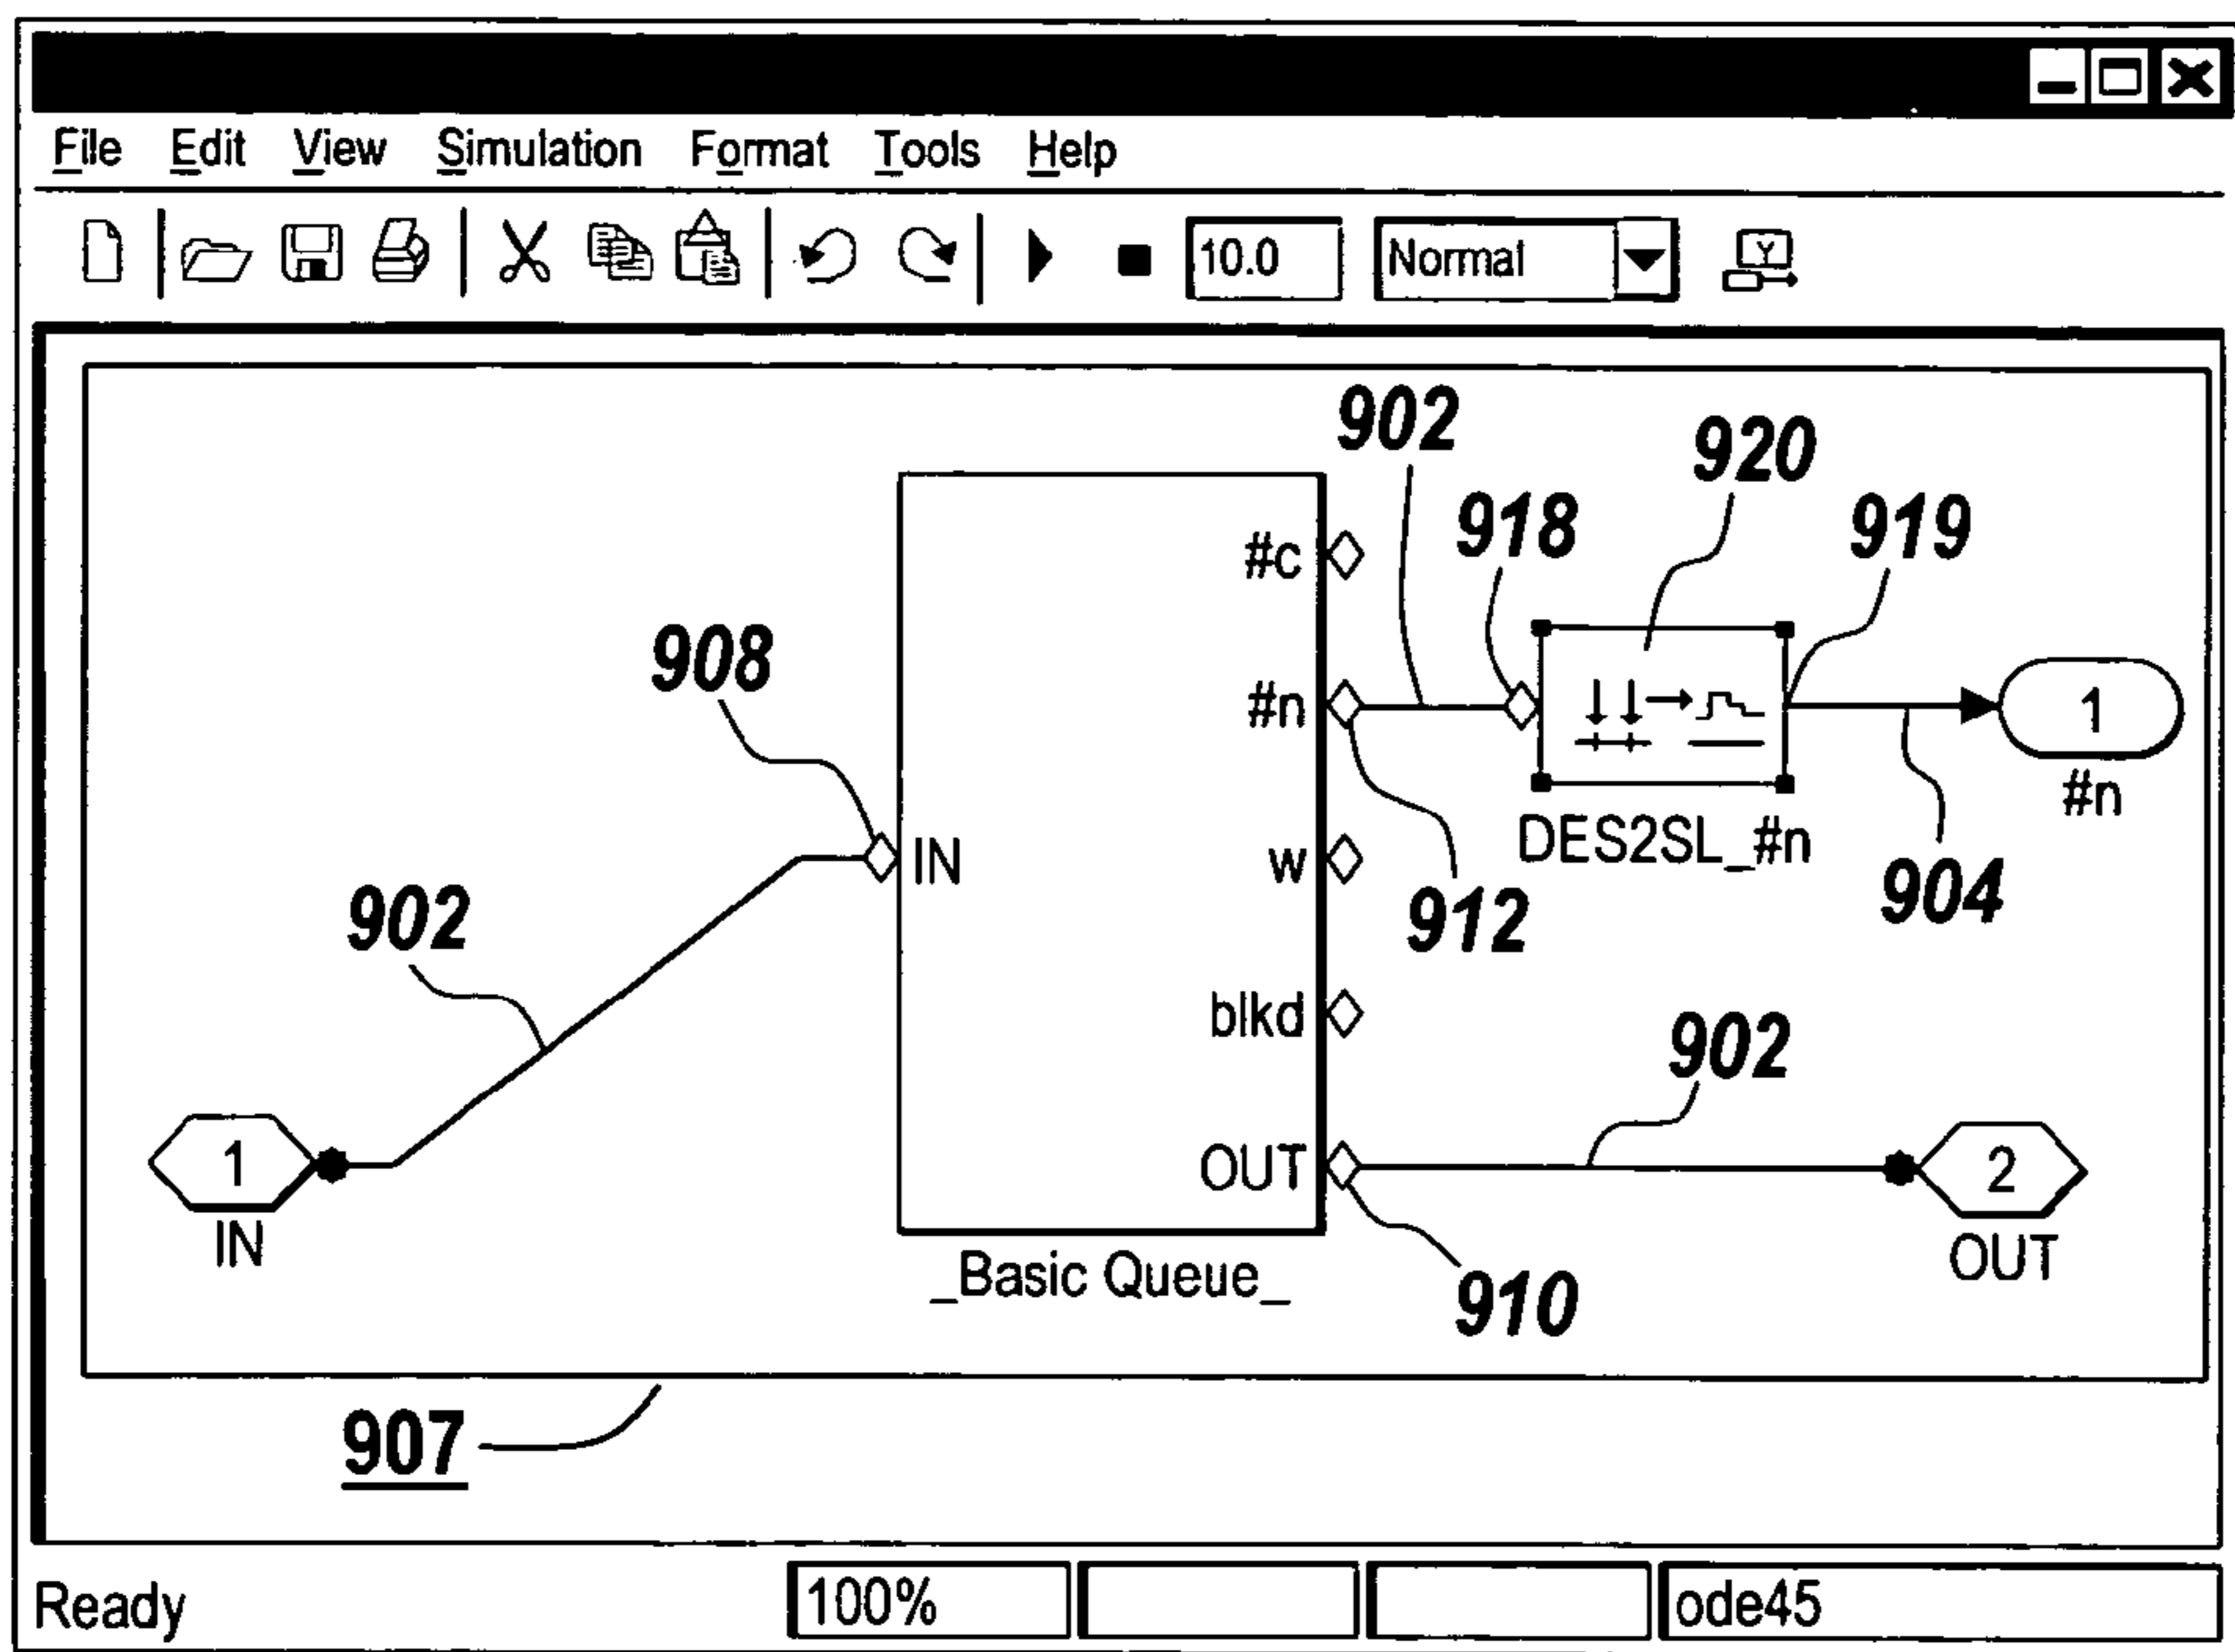 File Edit View Simulation Format Tools Help
10.0 Normal Y
902
920
918
919
#c
908
#n
1
#n
IN
w
DES2SL_#n
902
912
904
blkd
902
1
OUT
2
IN
OUT
_Basic Queue_
910
907
Ready 100% ode45